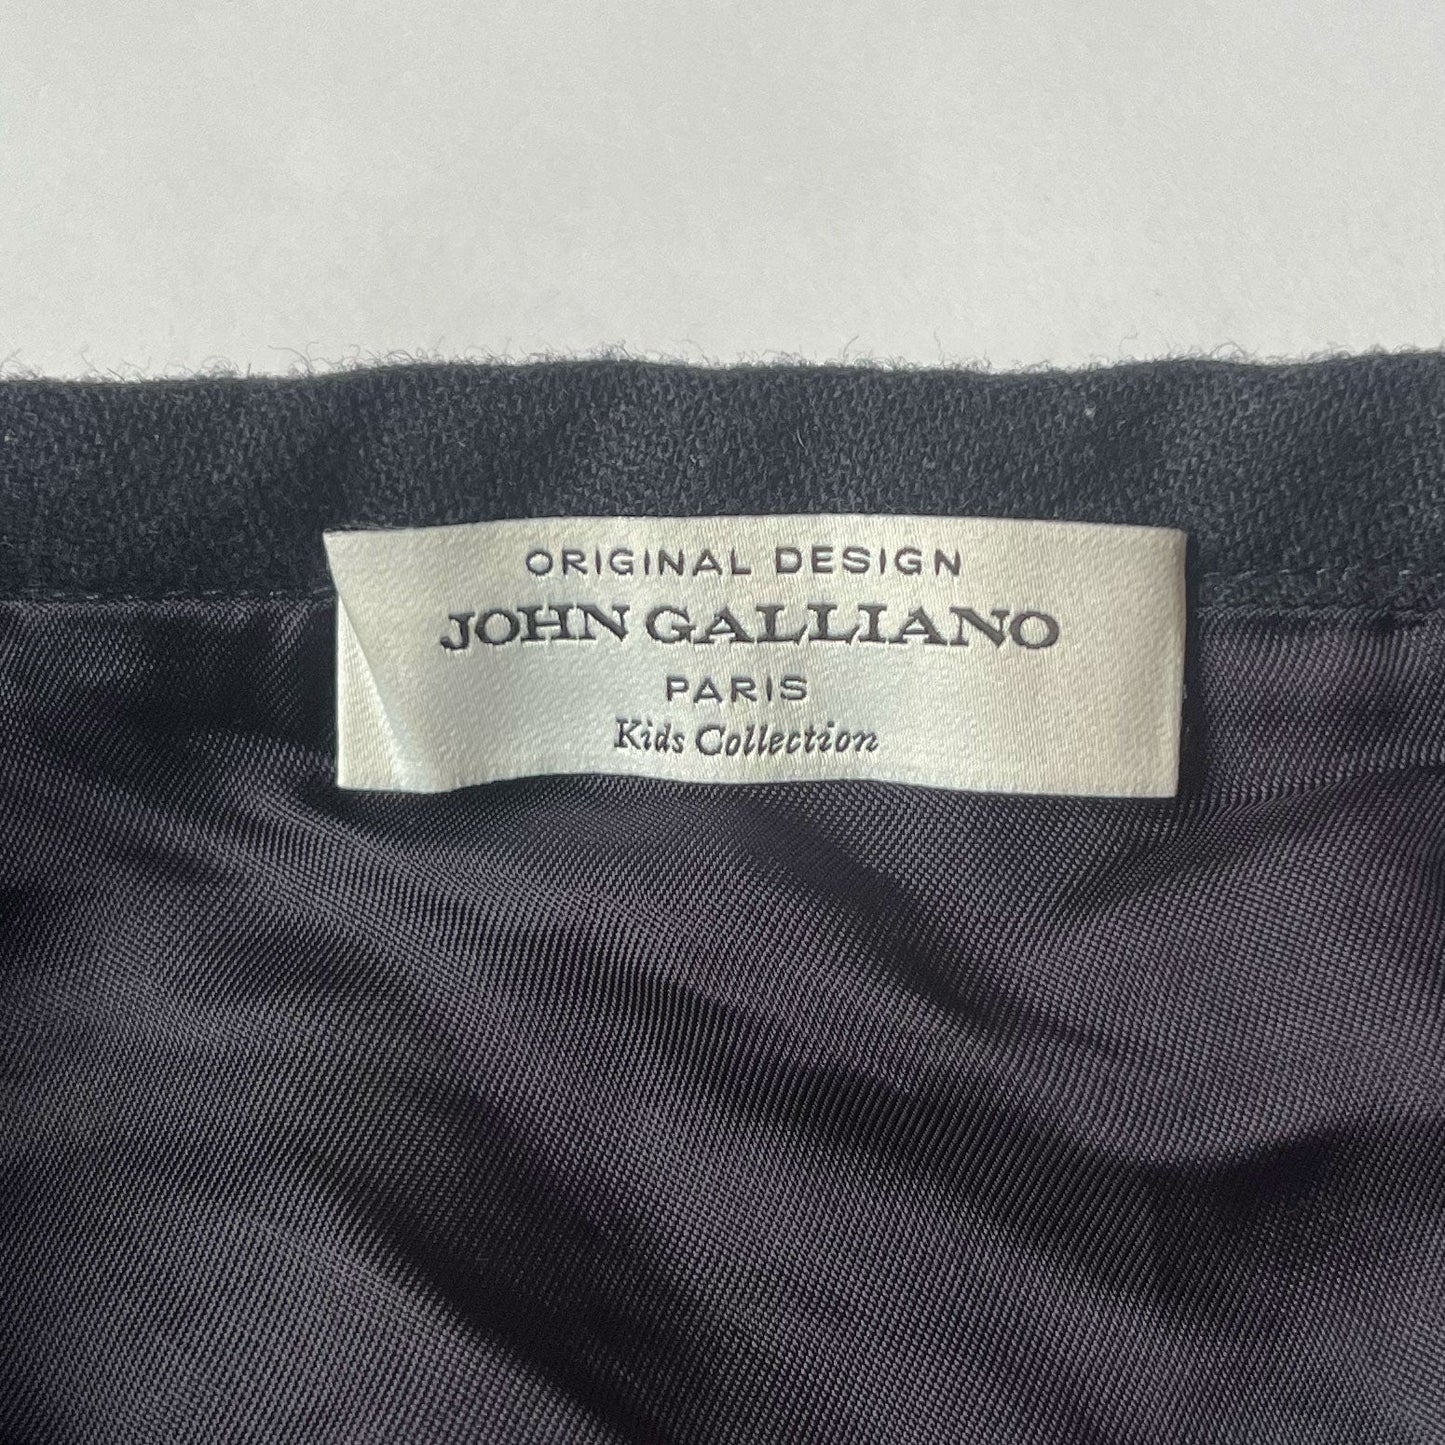 ORIGINAL DESIGN
JOHN GALLIANO
PARIS
Kids Collection